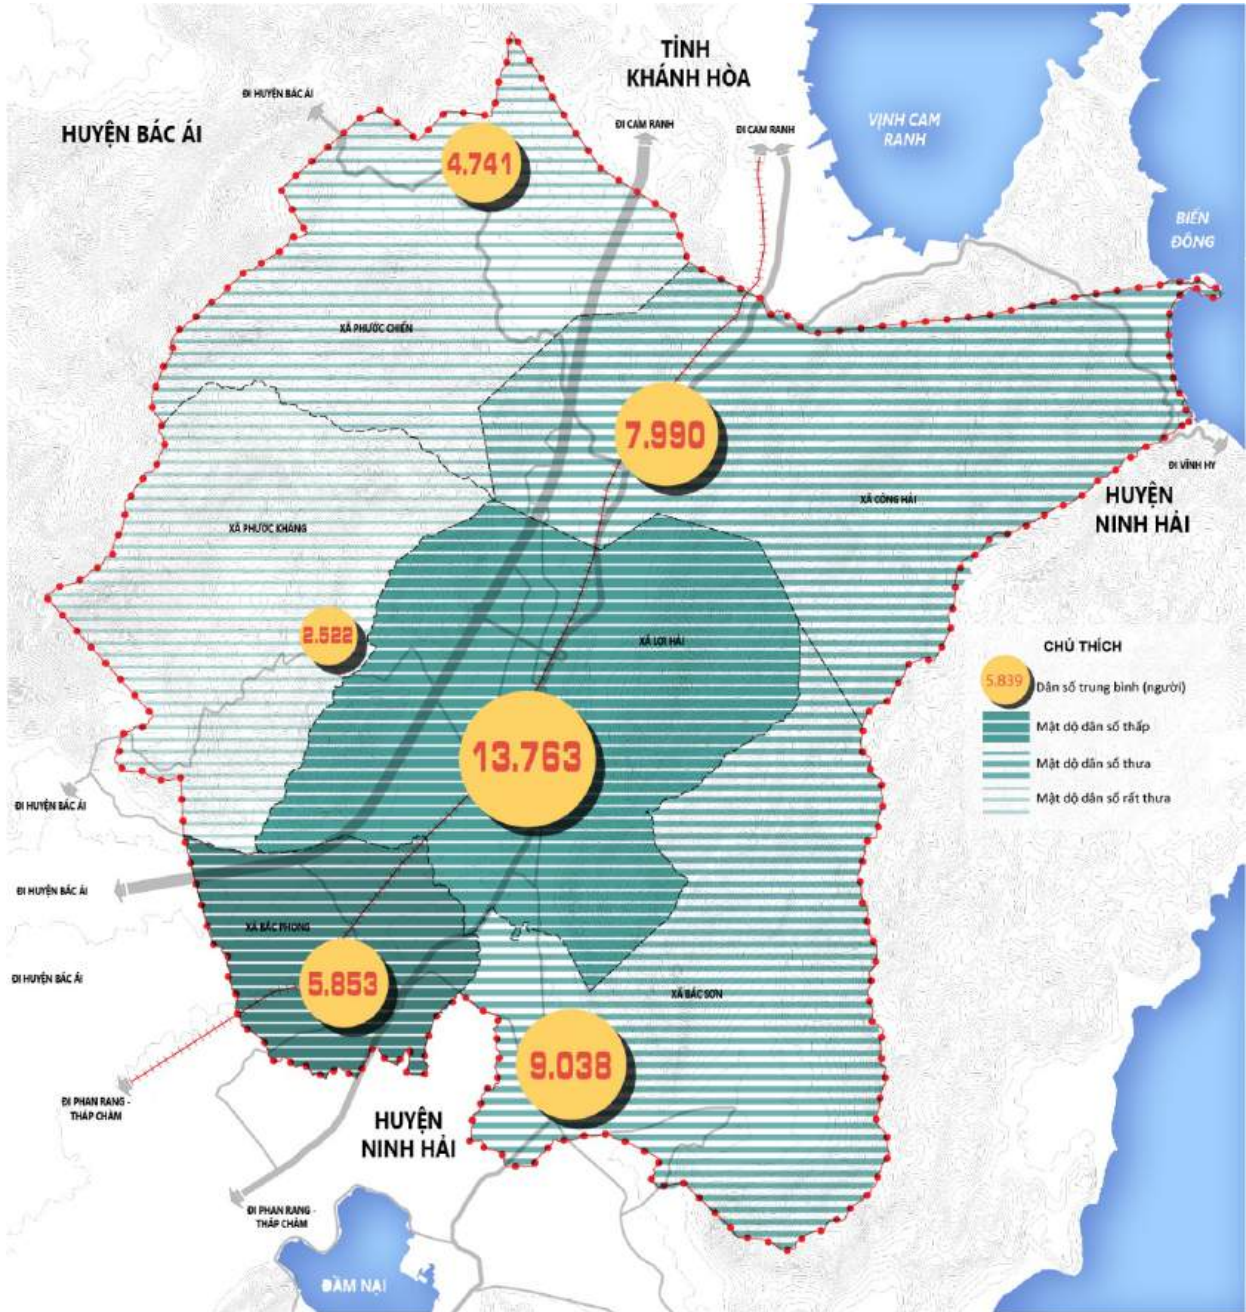 TỈNH
KHÁNH HÒA
ĐI HUYỆN BÁC ÁI
HUYỆN BÁC ÁI
ĐI CAM RANH
ĐI CAM RANH
VỊNH CAM
RANH
4.741
BIỂN
ĐÔNG
XÃ PHƯỚC CHIẾN
7.990
ĐI VĨNH HY
HUYỆN
NINH HẢI
XÃ CÔNG HẢI
XÃ PHƯỚC KHÁNG
2.522
XÃ LỢI HẢI
CHÚ THÍCH
5.839
Dân số trung bình (người)
Mật dộ dân số thấp
Mật dộ dân số thưa
Mật dộ dân số rất thưa
13.763
ĐI HUYỆN BÁC ÁI
ĐI HUYỆN BÁC ÁI
XÃ BẮC PHONG
ĐI HUYỆN BÁC ÁI
5.853
XÃ BẮC SƠN
9.038
ĐI PHAN RANG -
THÁP CHÀM
HUYỆN
NINH HẢI
ĐI PHAN RANG -
THÁP CHÀM
ĐẦM NẠI